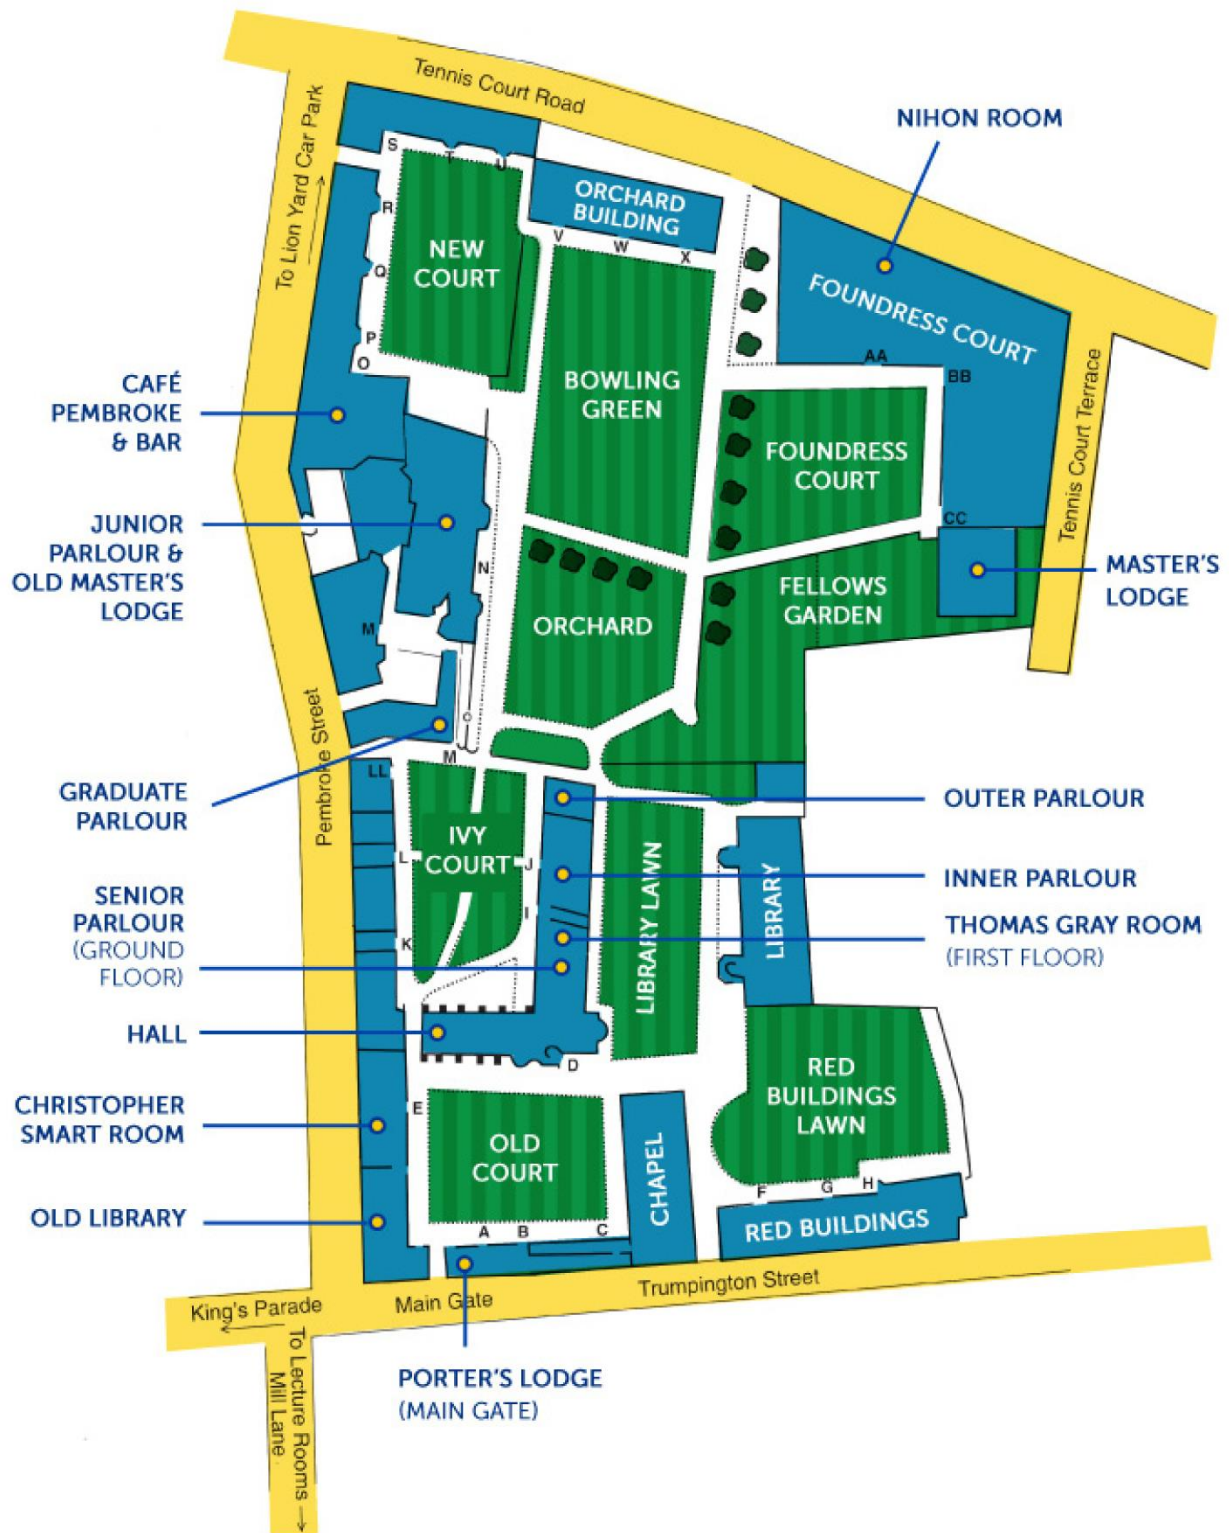 Tennis Court Road
To Lion Yard Car Park
NIHON ROOM
S
T
U
ORCHARD
BUILDING
R
V
W
X
NEW
COURT
Q
FOUNDRESS COURT
P
O
AA
BB
CAFÉ
PEMBROKE
& BAR
BOWLING
GREEN
Tennis Court Terrace
FOUNDRESS
COURT
CC
JUNIOR
PARLOUR &
OLD MASTER'S
LODGE
N
MASTER'S
LODGE
FELLOWS
GARDEN
M
ORCHARD
O
Pembroke Street
M
LL
GRADUATE
PARLOUR
OUTER PARLOUR
IVY
COURT
L
J
INNER PARLOUR
LIBRARY LAWN
LIBRARY
SENIOR
PARLOUR
(GROUND
FLOOR)
I
K
THOMAS GRAY ROOM
(FIRST FLOOR)
HALL
D
RED
BUILDINGS
LAWN
E
CHRISTOPHER
SMART ROOM
OLD
COURT
CHAPEL
OLD LIBRARY
A
B
C
F
G
H
RED BUILDINGS
King's Parade
Main Gate
Trumpington Street
To Lecture Rooms
Mill Lane
PORTER'S LODGE
(MAIN GATE)